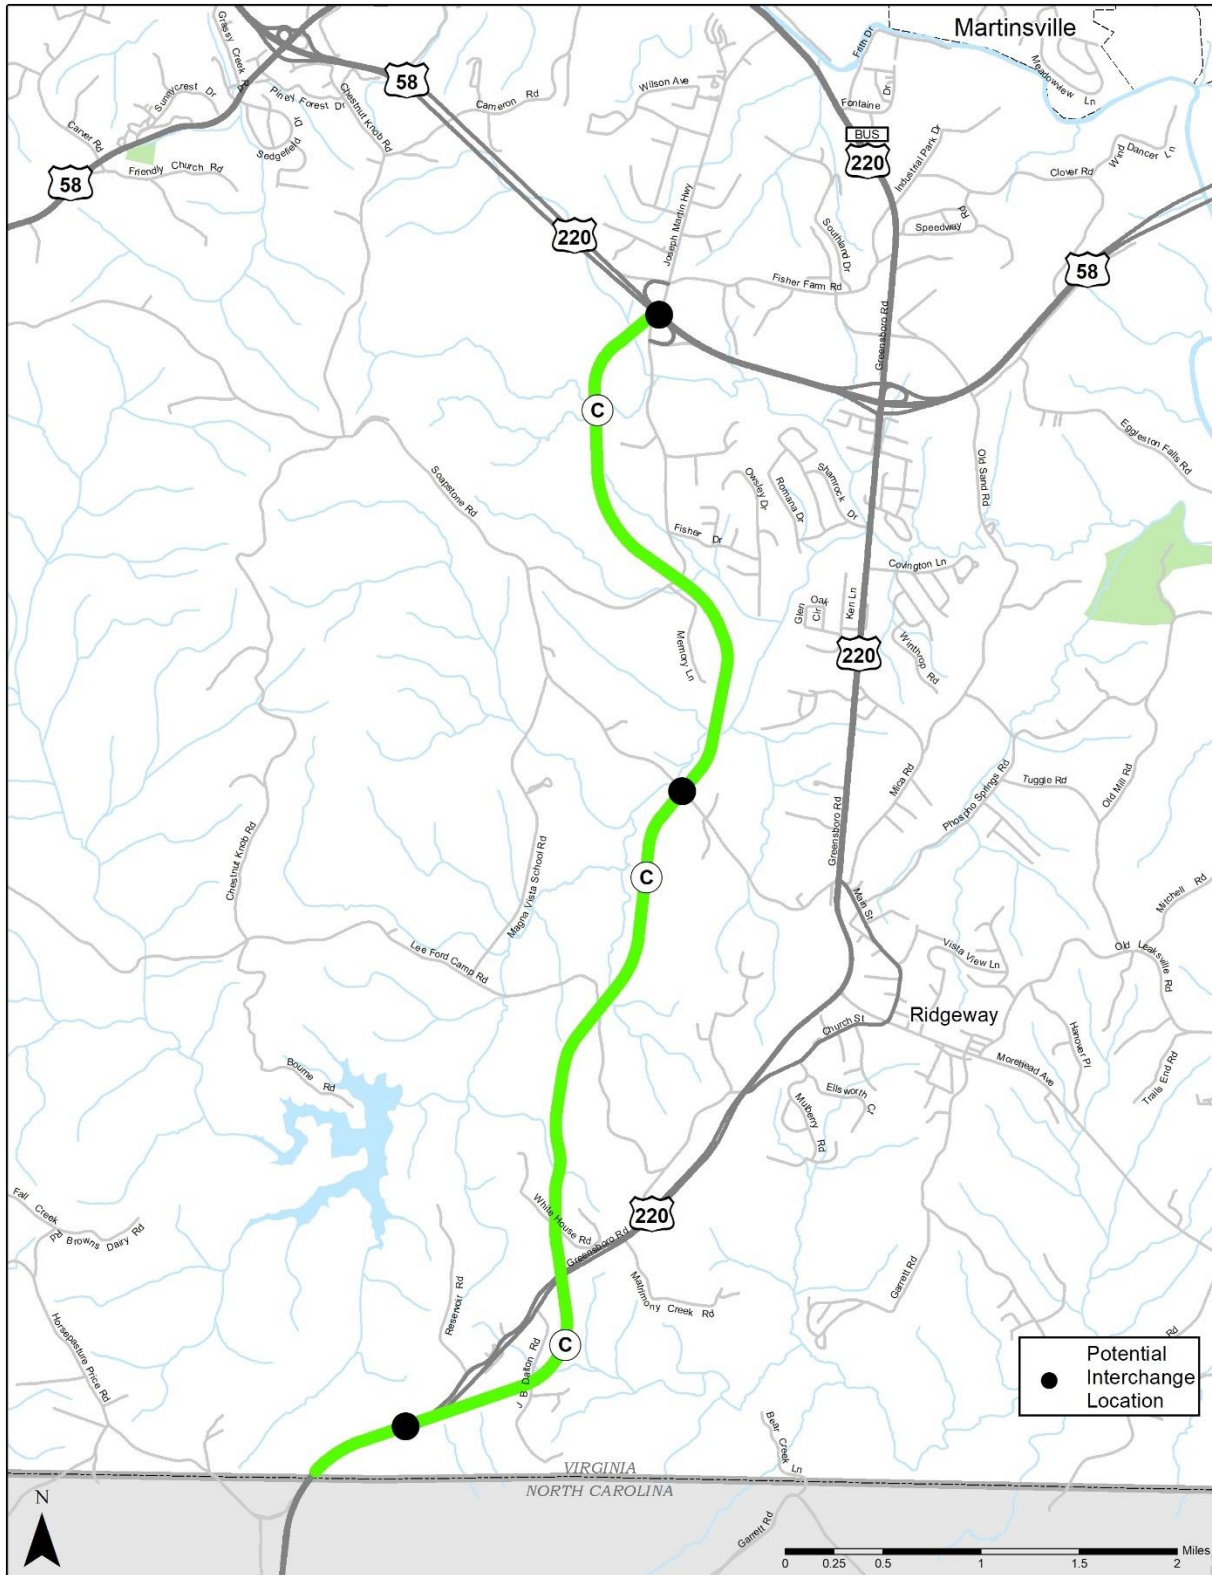 Martinsville
Grassy
Creek
Rd
58
Frith Dr
Meadowview
Ln
Sunnycrest Dr
Piney Forest Dr
Chestnut Knob Rd
Cameron Rd
Wilson Ave
Fontaine
Dr
Carver Rd
Sedgefield
Dr
BUS
220
Industrial Park Dr
Wind
Dancer
Ln
Clover Rd
Friendly Church Rd
58
Joseph Martin Hwy
Speedway
Rd
220
Southland Dr
58
Fisher Farm Rd
Greensboro Rd
C
Eggleston Falls Rd
Soapstone Rd
Owsley Dr
Romana Dr
Shamrock
Dr
Old Sand Rd
Fisher Dr
Covington Ln
Glen
Oak
Cir
Ken Ln
Memory Ln
220
Winthrop Rd
Mica Rd
Phospho Springs Rd
Tuggle Rd
Old Mill Rd
Greensboro Rd
Chestnut Knob Rd
Magna Vista School Rd
C
Main St
Mitchell Rd
Lee Ford Camp Rd
Vista View Ln
Old Leaksville
Rd
Church St
Ridgeway
Hanover Pl
Morehead Ave
Trails End Rd
Bourne
Rd
Ellsworth
Ct
Mulberry
Rd
Fall Creek
Rd
Browns Dairy Rd
White House Rd
220
Greensboro Rd
Matrimony Creek Rd
Garrett Rd
Reservoir Rd
Horsepasture Price Rd
Rd
C
J B Dalton Rd
Potential
Interchange
Location
Bear
Creek
Ln
VIRGINIA
NORTH CAROLINA
N
Garrett Rd
Miles
0 0.25 0.5 1 1.5 2